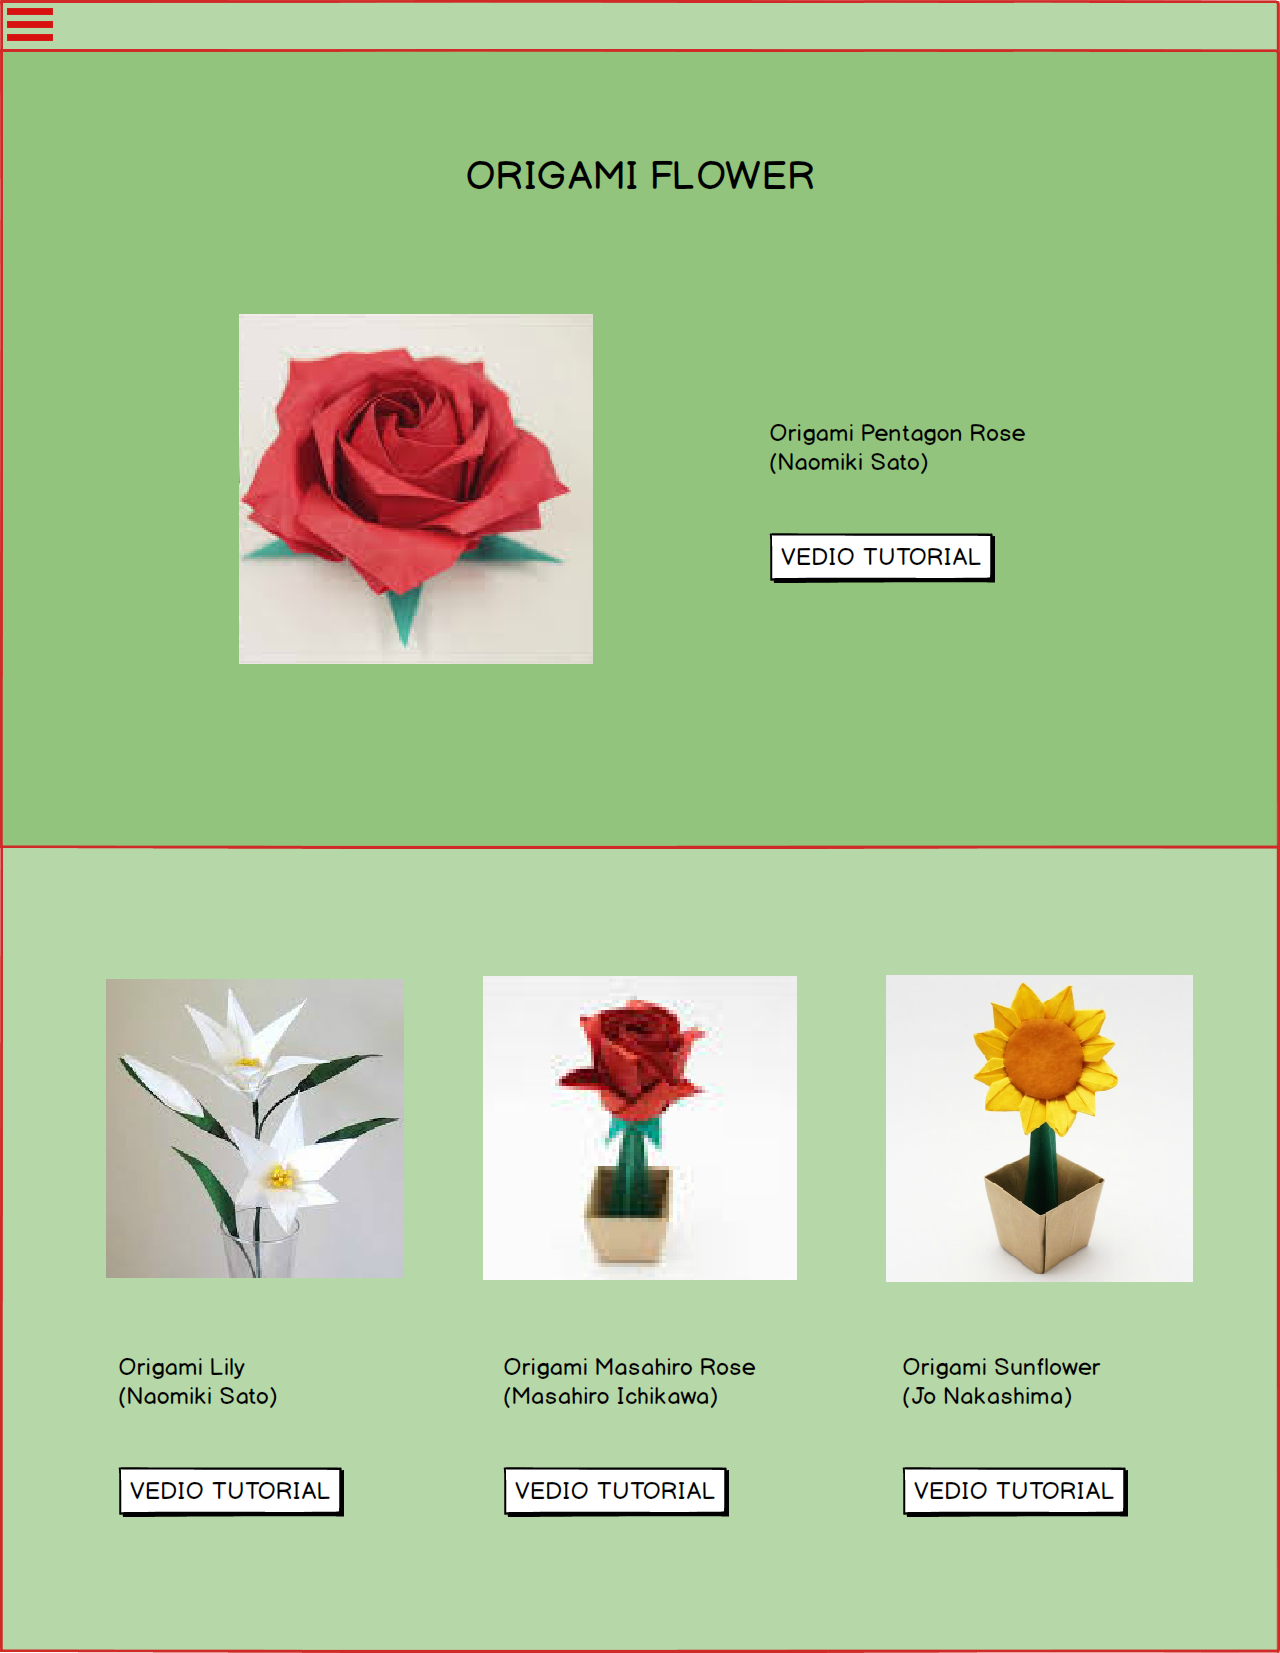 ORIGAMI FLOWER
Origami Pentagon Rose
(Naomiki Sato)
VEDIO TUTORIAL
Origami Lily
(Naomiki Sato)
VEDIO TUTORIAL
Origami Masahiro Rose
(Masahiro Ichikawa)
VEDIO TUTORIAL
Origami Sunflower
(Jo Nakashima)
VEDIO TUTORIAL